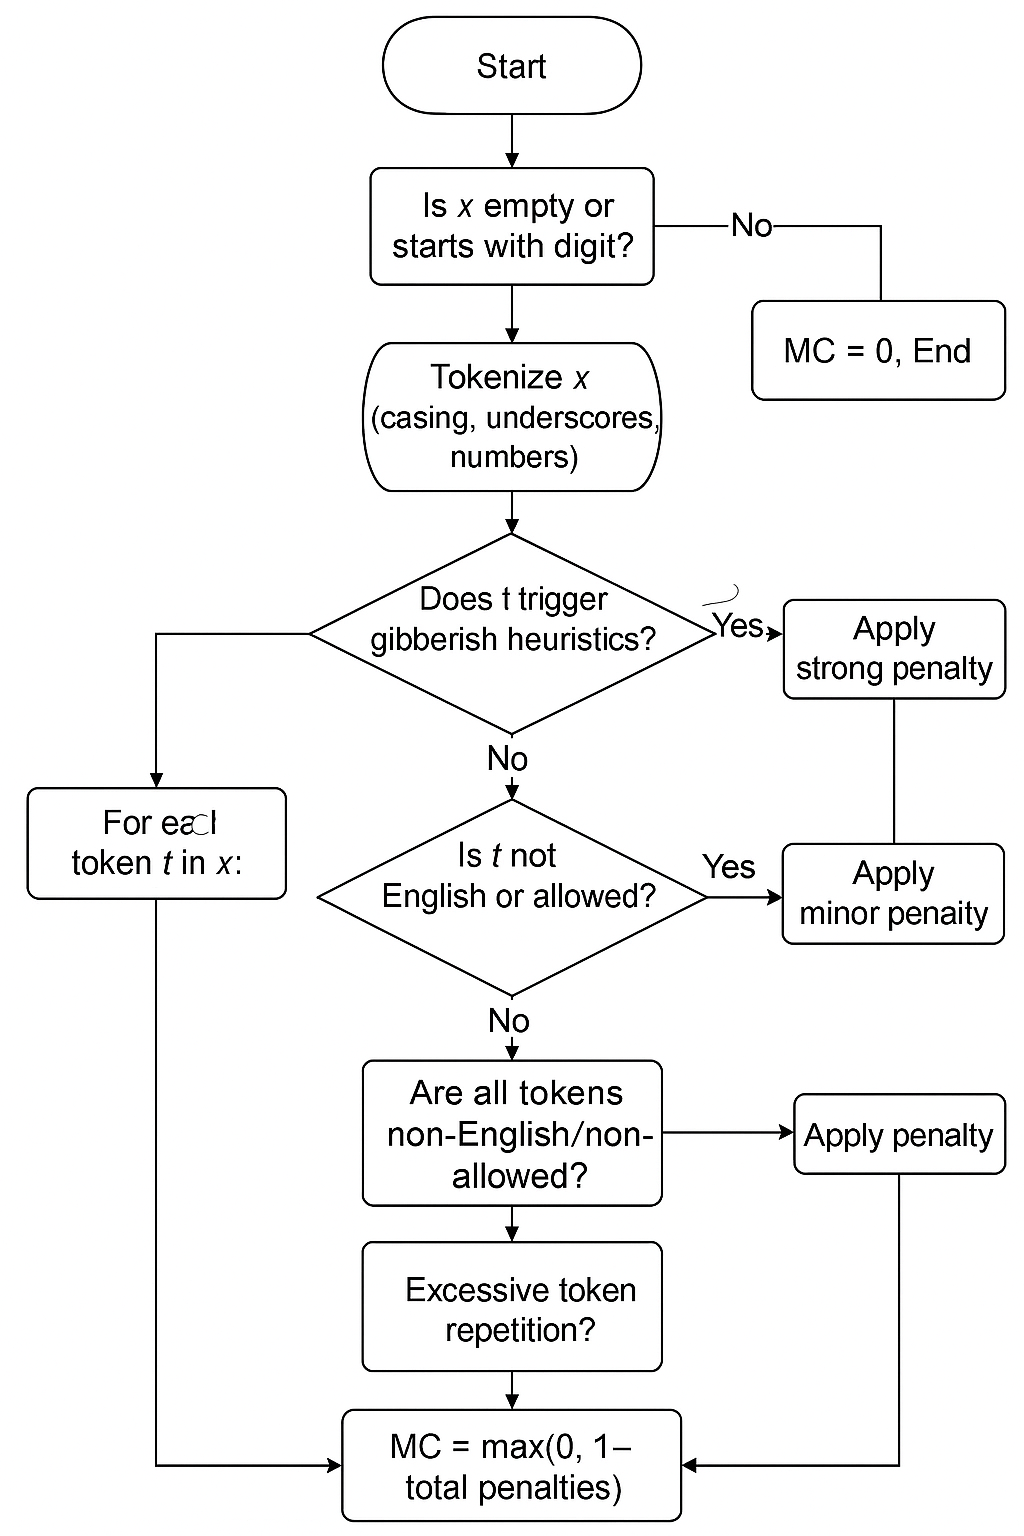 Start
Is x empty or
starts with digit?
No
MC = 0, End
Tokenize x
(casing, underscores,
numbers)
Does t trigger
gibberish heuristics?
Yes
Apply
strong penalty
No
For each
token t in x:
Is t not
English or allowed?
Yes
Apply
minor penaity
No
Are all tokens
non-English/non-
allowed?
Apply penalty
Excessive token
repetition?
MC = max(0, 1–
total penalties)